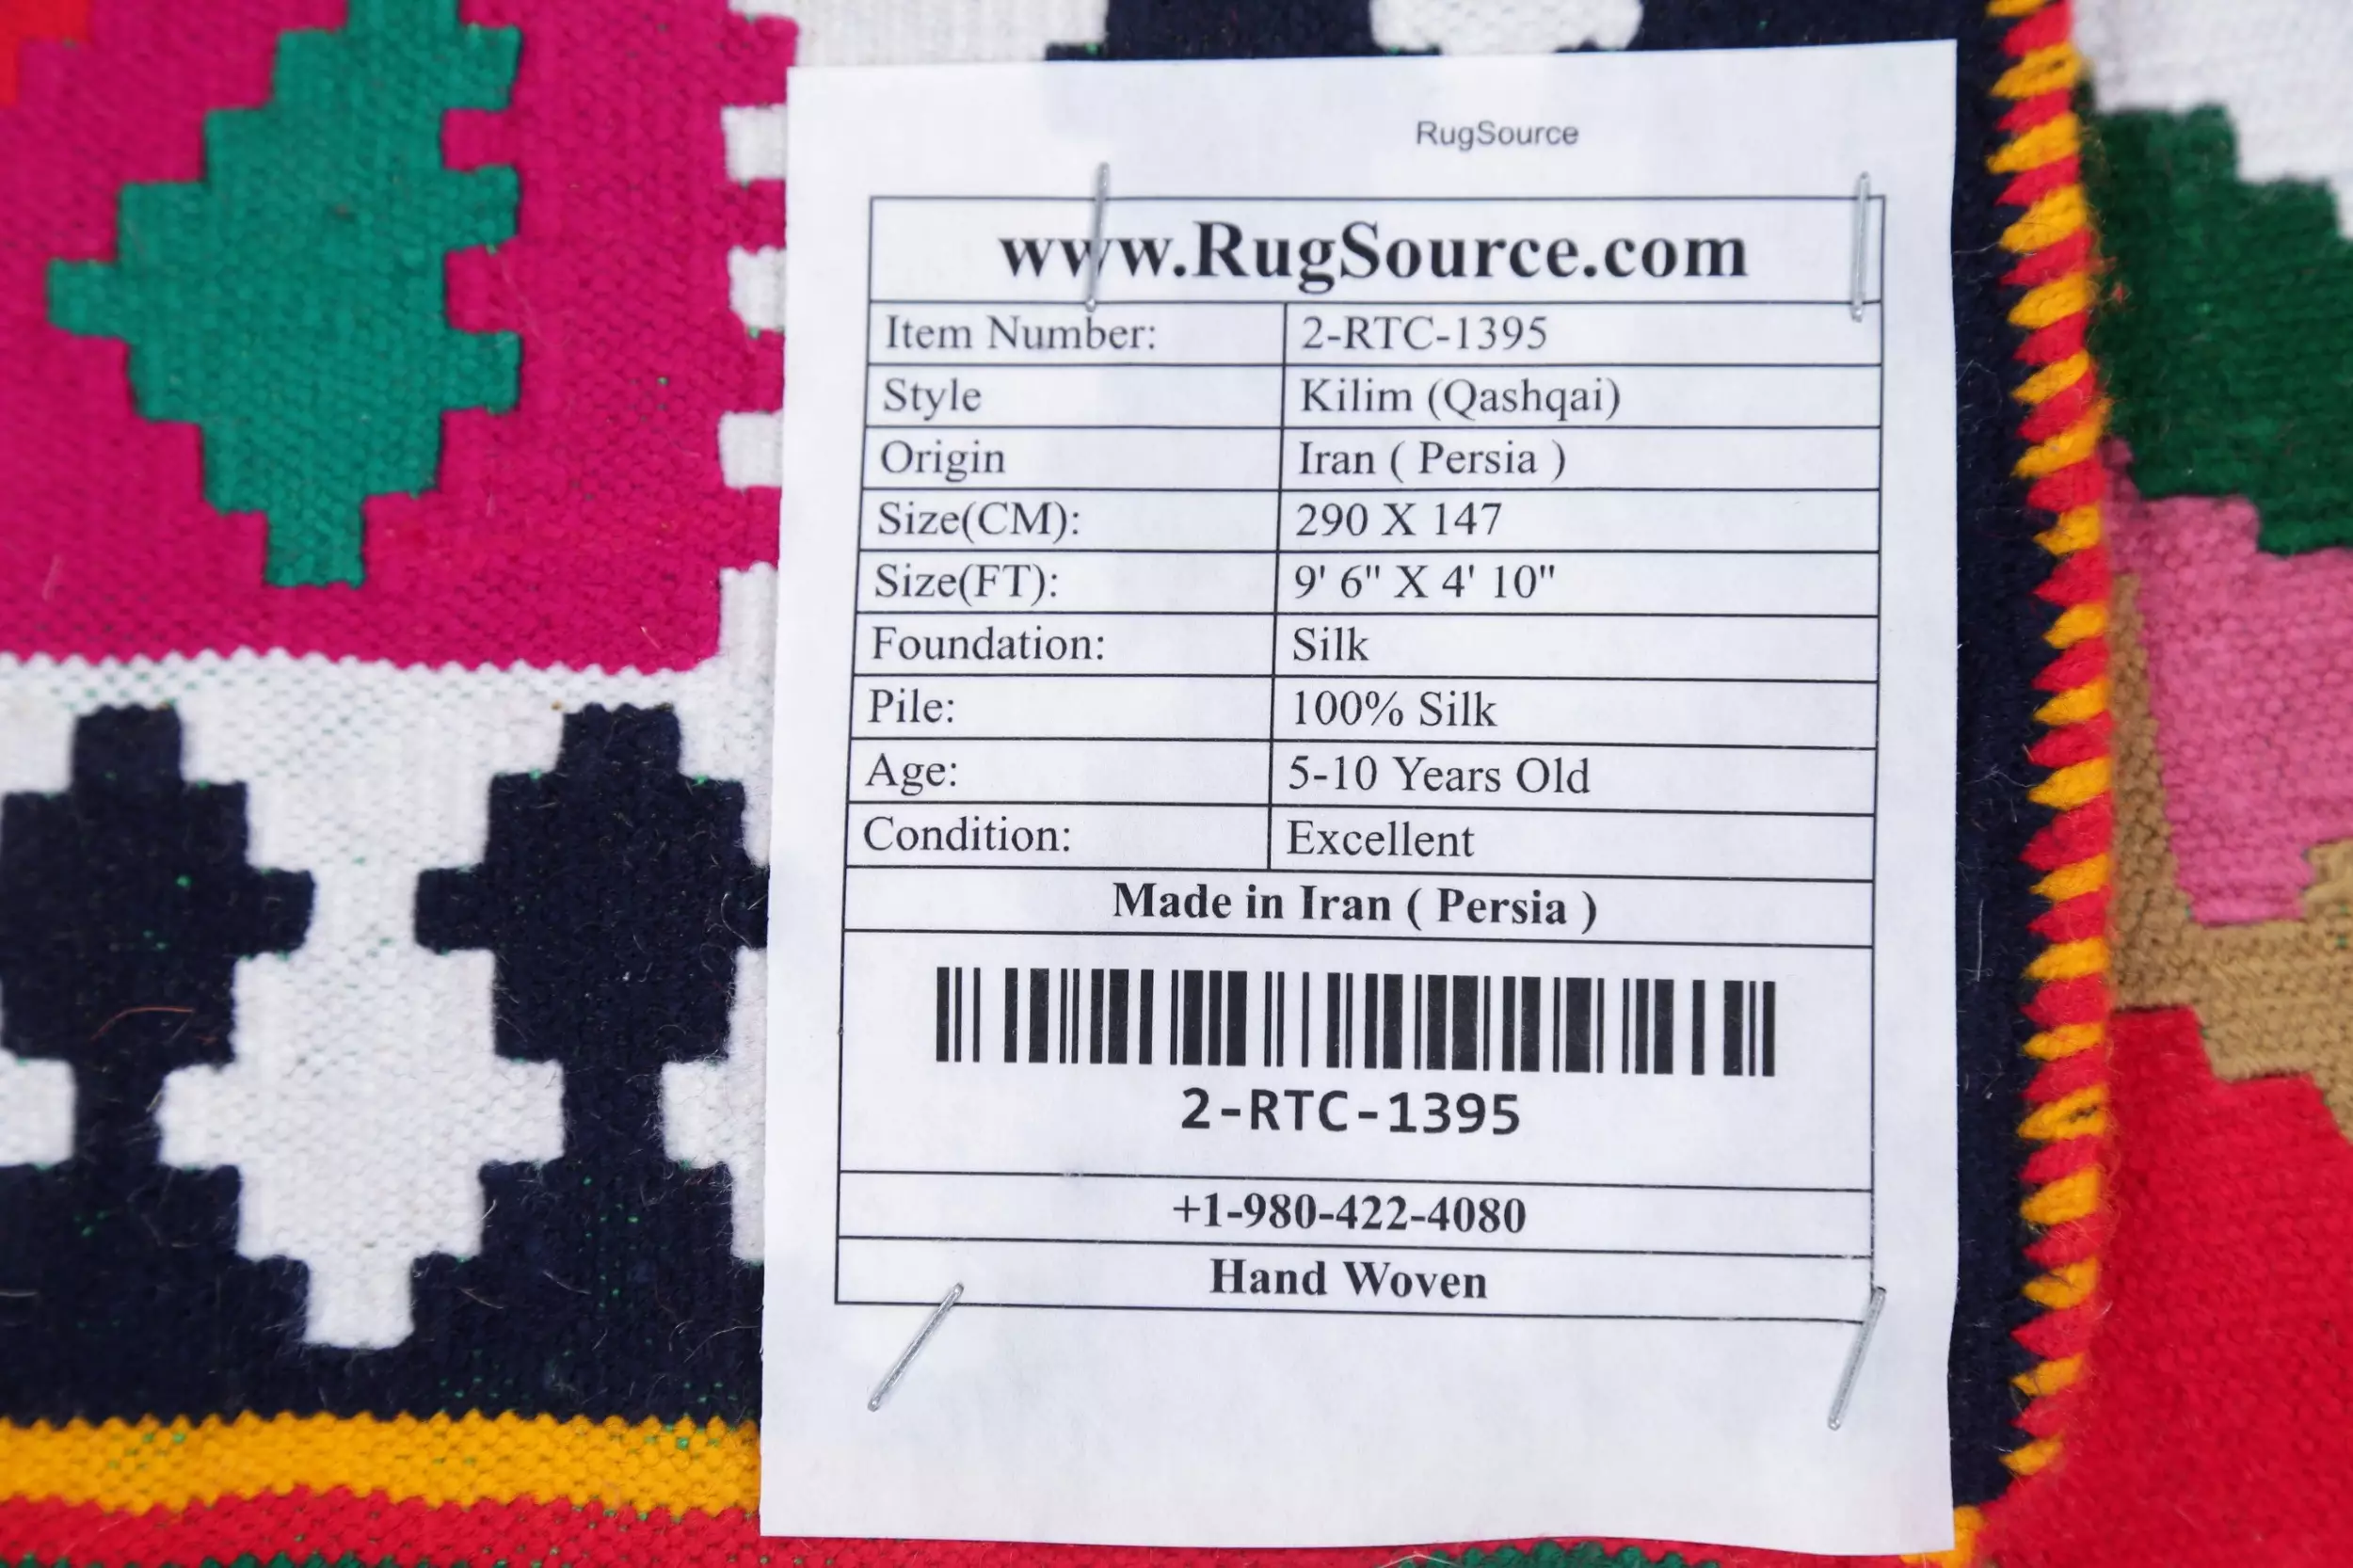 RugSource
www.RugSource.com
Item Number: 2-RTC-1395
Style Kilim (Qashqai)
Origin Iran ( Persia )
Size(CM): 290 X 147
Size(FT): 9' 6" X 4' 10"
Foundation: Silk
Pile: 100% Silk
Age: 5-10 Years Old
Condition: Excellent
Made in Iran ( Persia )
2-RTC-1395
+1-980-422-4080
Hand Woven